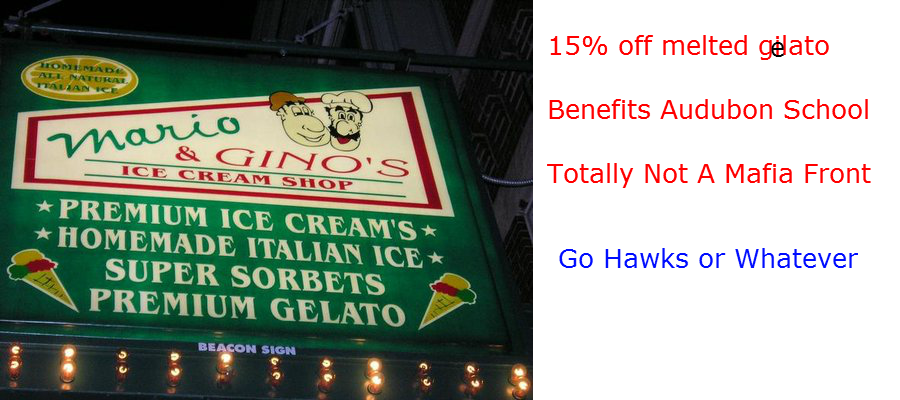 HOMEMADE
ALL NATURAL
ITALIAN ICE
Mario
& GINO'S
ICE CREAM SHOP
★ PREMIUM ICE CREAM'S ★
★ HOMEMADE ITALIAN ICE ★
SUPER SORBETS
PREMIUM GELATO
BEACON SIGN
15% off melted gelato
Benefits Audubon School
Totally Not A Mafia Front
Go Hawks or Whatever